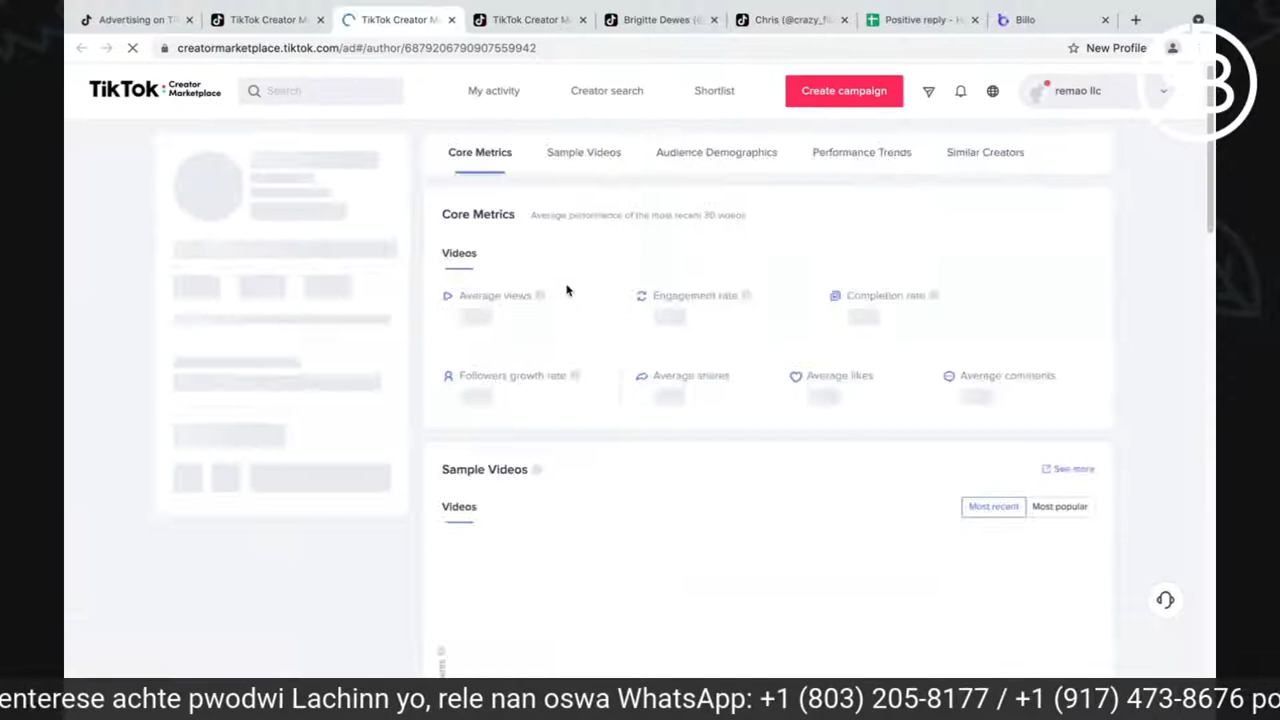 Advertising on Ti
TikTok Creator M
TikTok Creator M
TikTok Creator M
Brigitte Dewes (
Chris (@crazy_fi
Positive reply - H
Billo
creatormarketplace.tiktok.com/ad#/author/6879206790907559942
New Profile
TikTok: Creator Marketplace
Search
My activity
Creator search
Shortlist
Create campaign
remao llc
Core Metrics
Sample Videos
Audience Demographics
Performance Trends
Similar Creators
Core Metrics
Average performance of the most recent 30 videos
Videos
Average views
Engagement rate
Completion rate
Followers growth rate
Average shares
Average likes
Average comments
Sample Videos
See more
Videos
Most recent
Most popular
enterese achte pwodwi Lachinn yo, rele nan oswa WhatsApp: +1 (803) 205-8177 / +1 (917) 473-8676 po